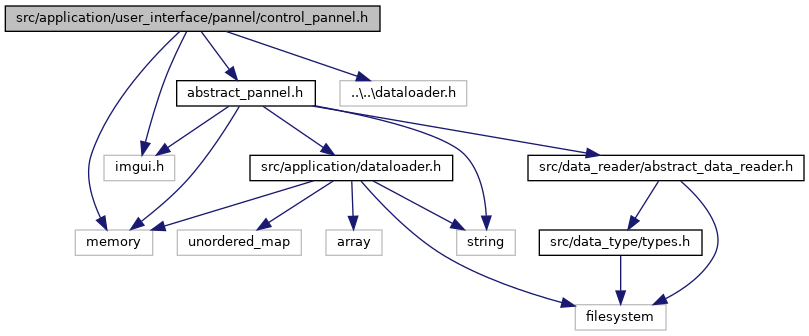 src/application/user_interface/pannel/control_pannel.h
abstract_pannel.h
..\..\dataloader.h
imgui.h
src/application/dataloader.h
src/data_reader/abstract_data_reader.h
memory
unordered_map
array
string
src/data_type/types.h
filesystem